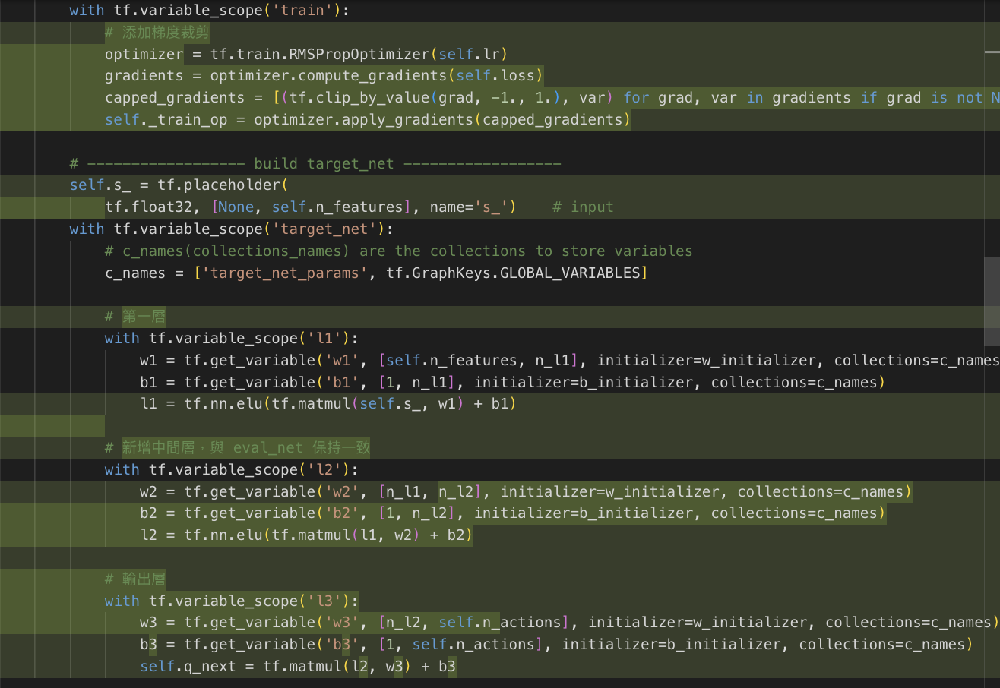 with tf.variable_scope('train'):
# 添加梯度裁剪
optimizer = tf.train.RMSPropOptimizer(self.lr)
gradients = optimizer.compute_gradients(self.loss)
capped_gradients = [(tf.clip_by_value(grad, -1., 1.), var) for grad, var in gradients if grad is not N
self._train_op = optimizer.apply_gradients(capped_gradients)
# ------------------ build target_net ------------------
self.s_ = tf.placeholder(
tf.float32, [None, self.n_features], name='s_')    # input
with tf.variable_scope('target_net'):
# c_names(collections_names) are the collections to store variables
c_names = ['target_net_params', tf.GraphKeys.GLOBAL_VARIABLES]
# 第一層
with tf.variable_scope('l1'):
w1 = tf.get_variable('w1', [self.n_features, n_l1], initializer=w_initializer, collections=c_names
b1 = tf.get_variable('b1', [1, n_l1], initializer=b_initializer, collections=c_names)
l1 = tf.nn.elu(tf.matmul(self.s_, w1) + b1)
# 新增中間層，與 eval_net 保持一致
with tf.variable_scope('l2'):
w2 = tf.get_variable('w2', [n_l1, n_l2], initializer=w_initializer, collections=c_names)
b2 = tf.get_variable('b2', [1, n_l2], initializer=b_initializer, collections=c_names)
l2 = tf.nn.elu(tf.matmul(l1, w2) + b2)
# 輸出層
with tf.variable_scope('l3'):
w3 = tf.get_variable('w3', [n_l2, self.n_actions], initializer=w_initializer, collections=c_names)
b3 = tf.get_variable('b3', [1, self.n_actions], initializer=b_initializer, collections=c_names)
self.q_next = tf.matmul(l2, w3) + b3